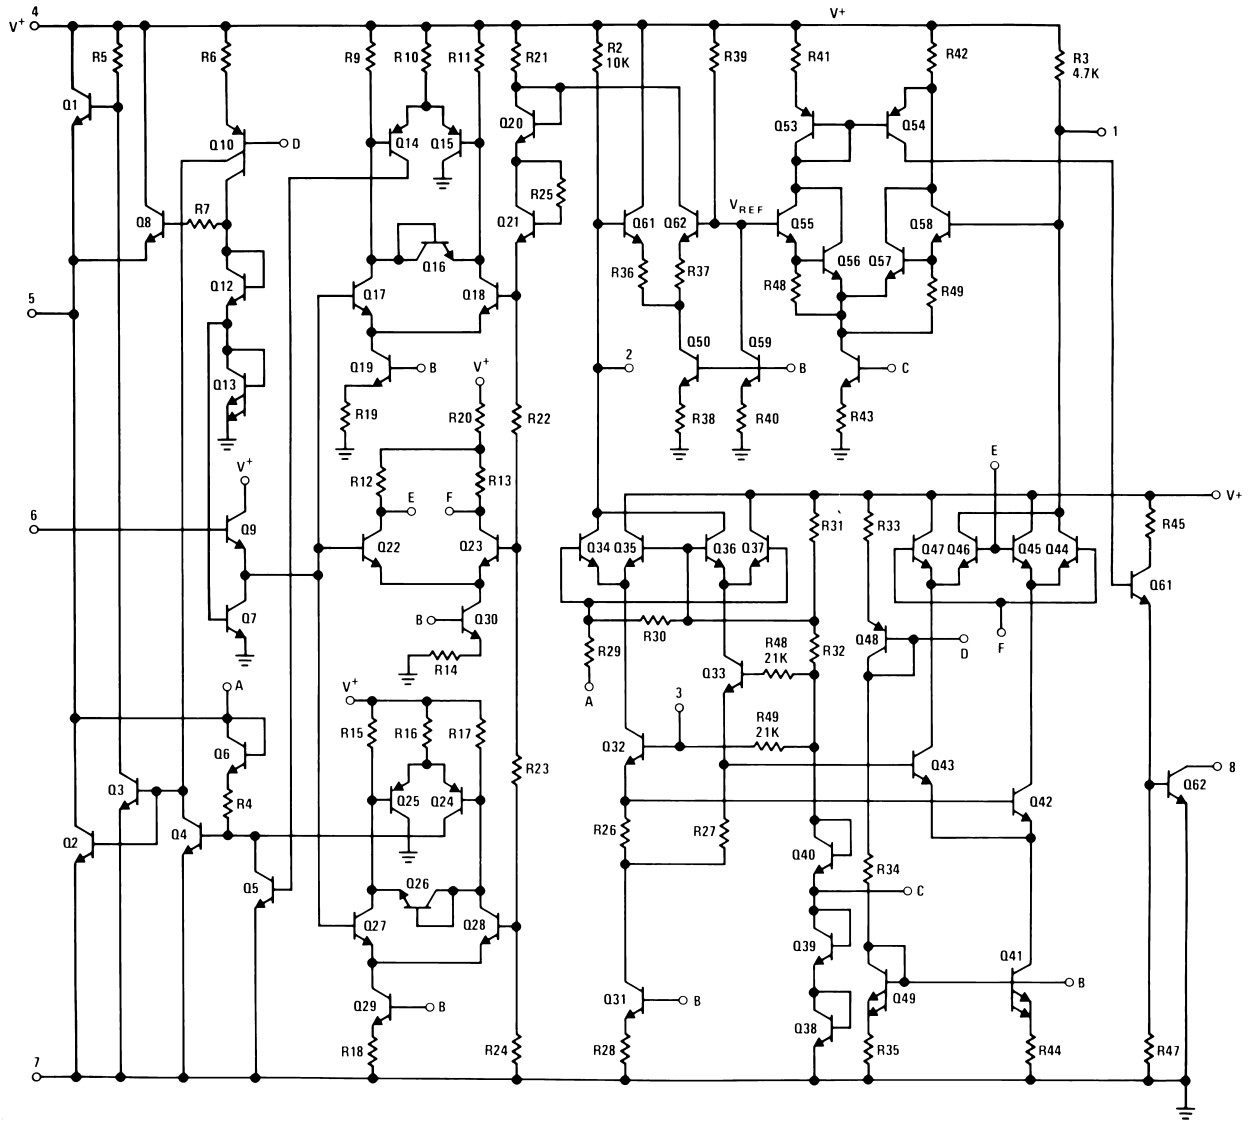 4 V+ V+
R5 R6 R9 R10 R11 R21 R2 10K R39 R41 R42 R3 4.7K
Q1 Q10 D Q14 Q15 Q20 Q53 Q54 1
Q8 R7 R25 Q21 Q61 Q62 VREF Q55 Q58
Q16 R36 R37 Q56 Q57
5 Q12 Q17 Q18 R48 R49
Q13 Q19 B V+ 2 Q50 Q59 B C
R19 R20 R22 R38 R40 R43
V+ R12 R13 E
6 Q9 E F R31 R33 V+
Q22 Q23 Q34 Q35 Q36 Q37 Q47 Q46 Q45 Q44 R45
Q7 B Q30 R30 Q61
R14 R29 Q33 R48 21K R32 Q48 D F
A V+ A 3
R15 R16 R17 Q32 R49 21K
Q6 R23 Q43 8
Q3 R4 Q25 Q24 Q42 Q62
Q2 Q4 R26 R27 Q40 R34
Q5 Q26 C
Q27 Q28 Q39 Q41
Q29 B Q31 B Q49 B
Q38
7 R18 R24 R28 R35 R44 R47